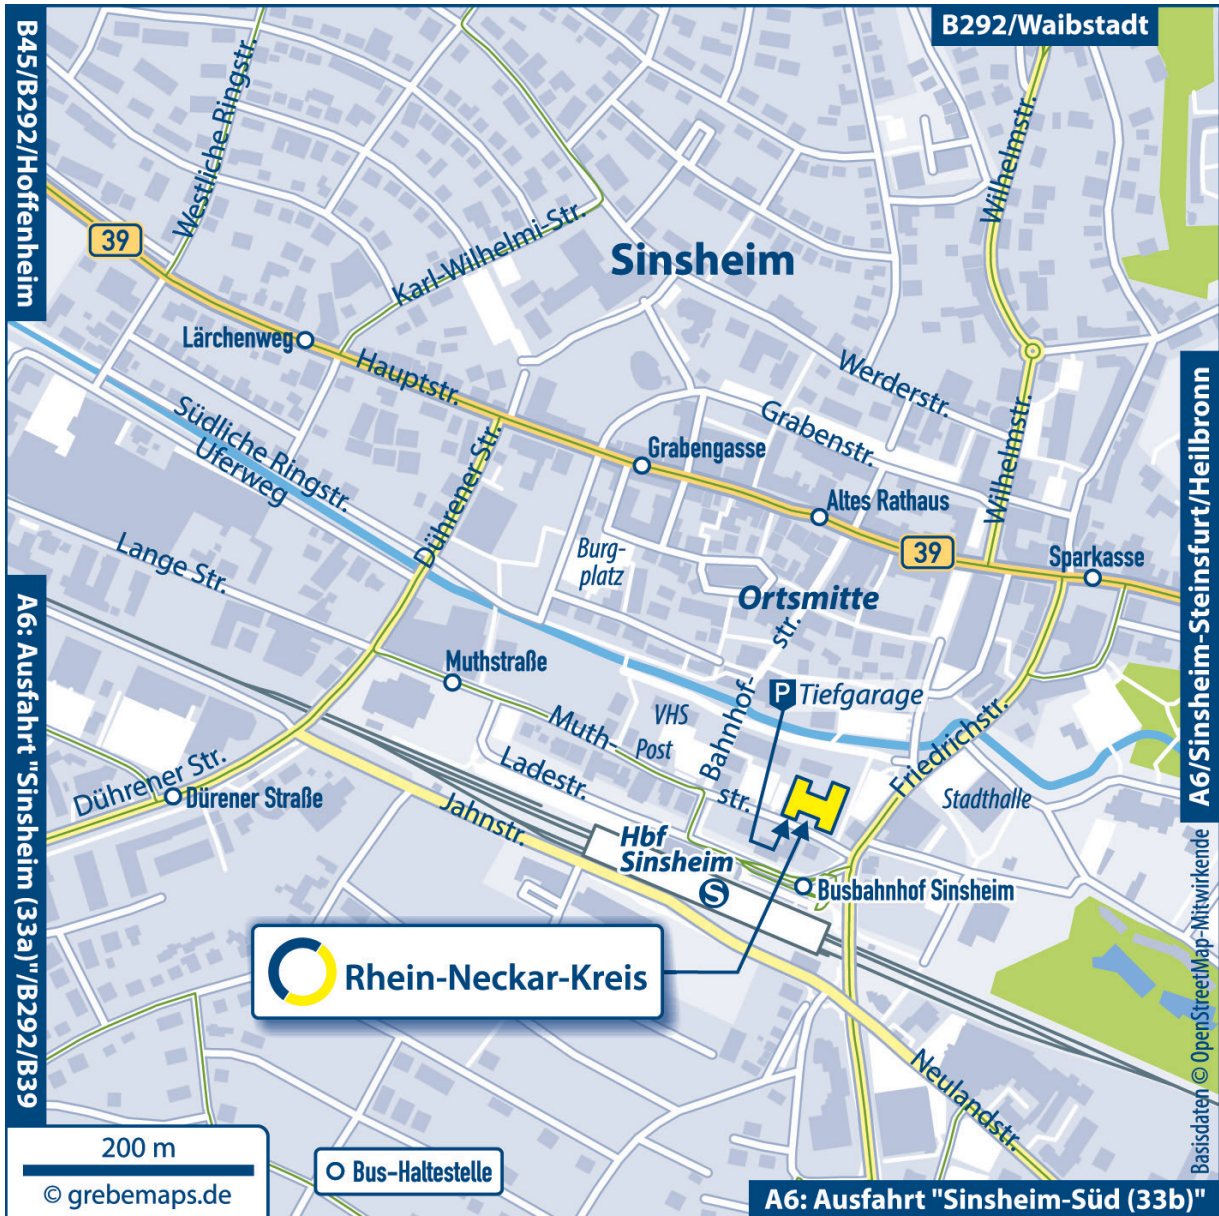 B292/Waibstadt
B45/B292/Hoffenheim
Westliche Ringstr.
Wilhelmstr.
39
Karl-Wilhelmi-Str.
Sinsheim
Lärchenweg
Hauptstr.
Werderstr.
Südliche Ringstr.
Uferweg
Grabenstr.
Grabengasse
Wilhelmstr.
A6/Sinsheim-Steinsfurt/Heilbronn
Dührener Str.
Altes Rathaus
Lange Str.
Burg-
platz
39
Sparkasse
Ortsmitte
A6: Ausfahrt "Sinsheim (33a)"/B292/B39
Muthstraße
Bahnhof-
str.
P Tiefgarage
VHS
Post
Muth-
str.
Friedrichstr.
Ladestr.
Dührener Str.
Dürener Straße
Stadthalle
Jahnstr.
Hbf
Sinsheim
S
Busbahnhof Sinsheim
Rhein-Neckar-Kreis
Neulandstr.
Basisdaten © OpenStreetMap-Mitwirkende
200 m
© grebemaps.de
Bus-Haltestelle
A6: Ausfahrt "Sinsheim-Süd (33b)"